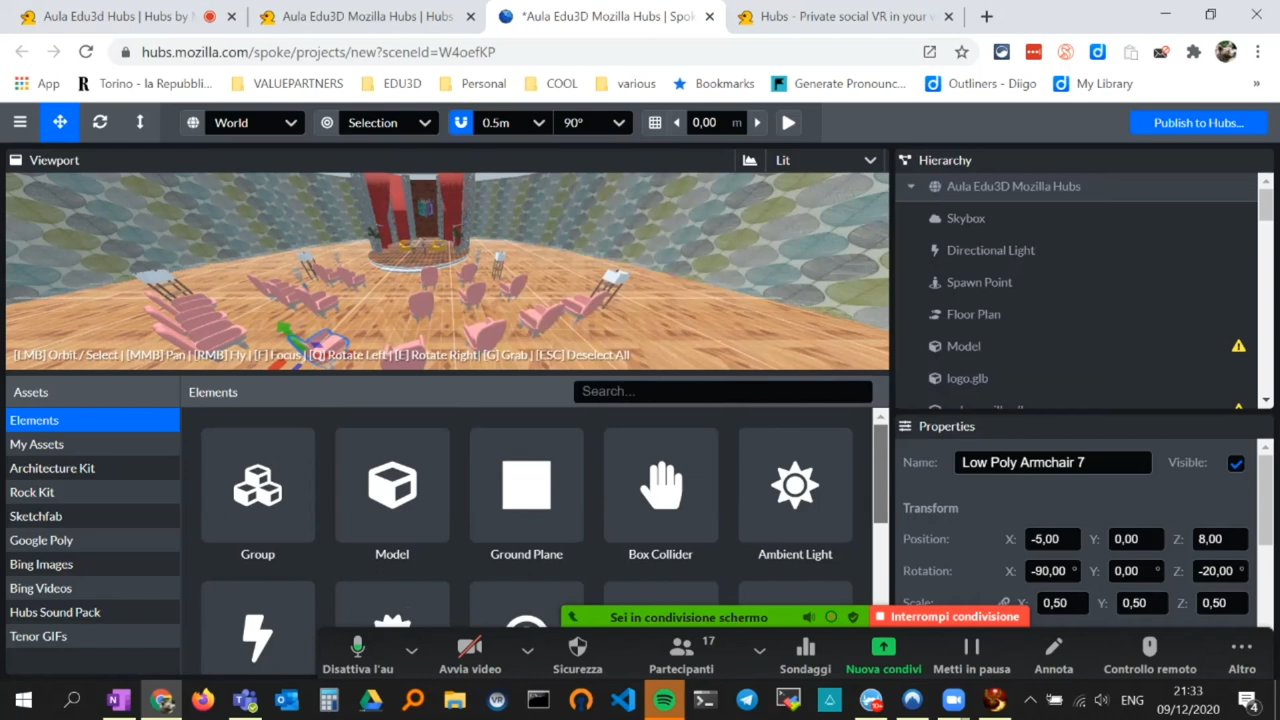 Aula Edu3d Hubs | Hubs by
Aula Edu3D Mozilla Hubs | Hubs
*Aula Edu3D Mozilla Hubs | Spok
Hubs - Private social VR in your v
hubs.mozilla.com/spoke/projects/new?sceneId=W4oefKP
App
Torino - la Repubbli...
VALUEPARTNERS
EDU3D
Personal
COOL
various
Bookmarks
Generate Pronounc...
Outliners - Diigo
My Library
»
World
Selection
0.5m
90°
0,00 m
Publish to Hubs...
Viewport
Lit
Hierarchy
Aula Edu3D Mozilla Hubs
Skybox
Directional Light
Spawn Point
Floor Plan
Model
logo.glb
[LMB] Orbit / Select | [MMB] Pan | [RMB] Fly | [F] Focus | [Q] Rotate Left | [E] Rotate Right| [G] Grab | [ESC] Deselect All
Assets
Elements
Search...
Elements
My Assets
Architecture Kit
Rock Kit
Sketchfab
Google Poly
Bing Images
Bing Videos
Hubs Sound Pack
Tenor GIFs
Group
Model
Ground Plane
Box Collider
Ambient Light
Properties
Name: Low Poly Armchair 7 Visible:
Transform
Position: X: -5,00 Y: 0,00 Z: 8,00
Rotation: X: -90,00 ° Y: 0,00 ° Z: -20,00 °
Scale: X: 0,50 Y: 0,50 Z: 0,50
Sei in condivisione schermo
Interrompi condivisione
Disattiva l'au
Avvia video
Sicurezza
Partecipanti
17
Sondaggi
Nuova condivi
Metti in pausa
Annota
Controllo remoto
Altro
ENG
21:33
09/12/2020
4